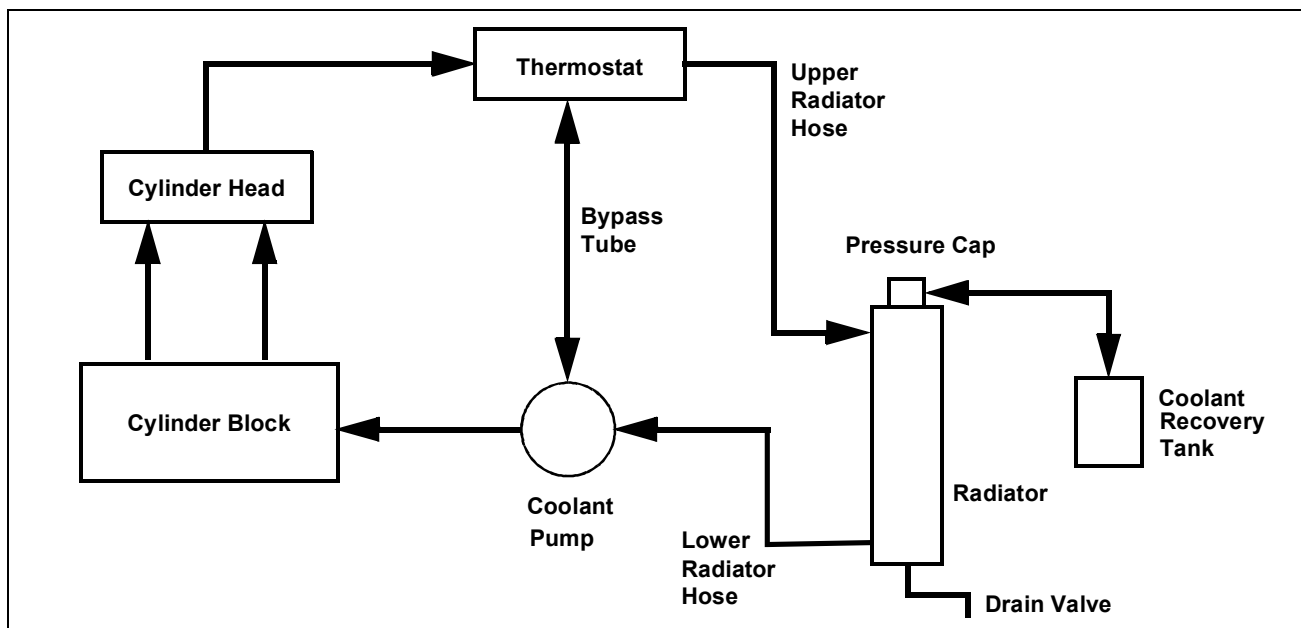 Thermostat
Upper
Radiator
Hose
Cylinder Head
Bypass
Tube
Pressure Cap
Cylinder Block
Coolant
Recovery
Tank
Coolant
Pump
Radiator
Lower
Radiator
Hose
Drain Valve